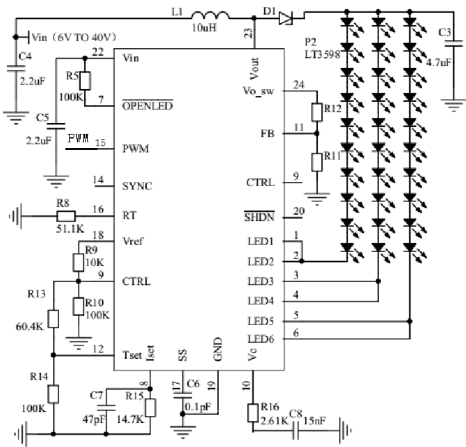 L1
10uH
D1
Vin (6V TO 40V)
C4
2.2uF
23
Vout
P2
LT3598
C3
4.7uF
22
Vin
R5
100K
7
OPENLED
C5
2.2uF
PWM
15
PWM
14
SYNC
R8
51.1K
16
RT
18
Vref
R9
10K
9
CTRL
R10
100K
R13
60.4K
12
Tset
R14
100K
Vo_sw
24
R12
FB
11
R11
CTRL
9
SHDN
20
LED1
1
LED2
2
LED3
3
LED4
4
LED5
5
LED6
6
Iset
SS
GND
Vc
8
17
19
10
C7
47pF
R15
14.7K
C6
0.1pF
R16
2.61K
C8
15nF